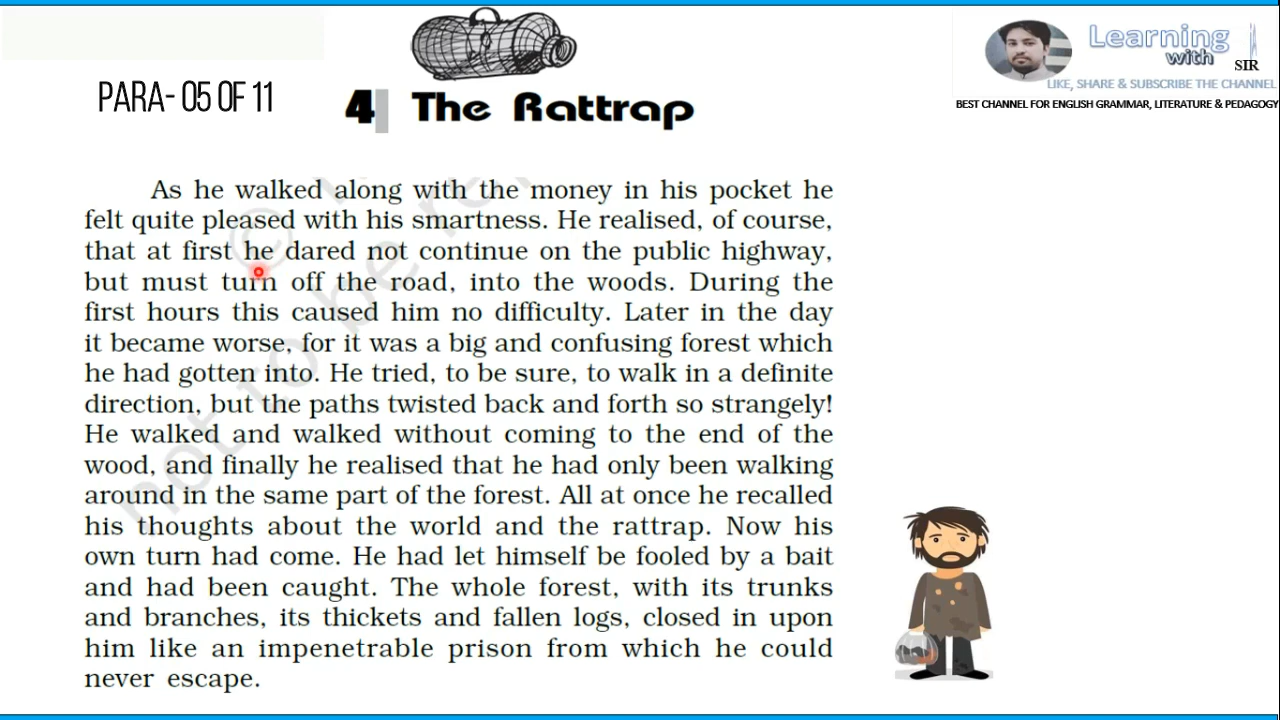 PARA- 05 OF 11
4 The Rattrap
Learning
with
SIR
LIKE, SHARE & SUBSCRIBE THE CHANNEL
BEST CHANNEL FOR ENGLISH GRAMMAR, LITERATURE & PEDAGOGY
As he walked along with the money in his pocket he
felt quite pleased with his smartness. He realised, of course,
that at first he dared not continue on the public highway,
but must turn off the road, into the woods. During the
first hours this caused him no difficulty. Later in the day
it became worse, for it was a big and confusing forest which
he had gotten into. He tried, to be sure, to walk in a definite
direction, but the paths twisted back and forth so strangely!
He walked and walked without coming to the end of the
wood, and finally he realised that he had only been walking
around in the same part of the forest. All at once he recalled
his thoughts about the world and the rattrap. Now his
own turn had come. He had let himself be fooled by a bait
and had been caught. The whole forest, with its trunks
and branches, its thickets and fallen logs, closed in upon
him like an impenetrable prison from which he could
never escape.
not to be re